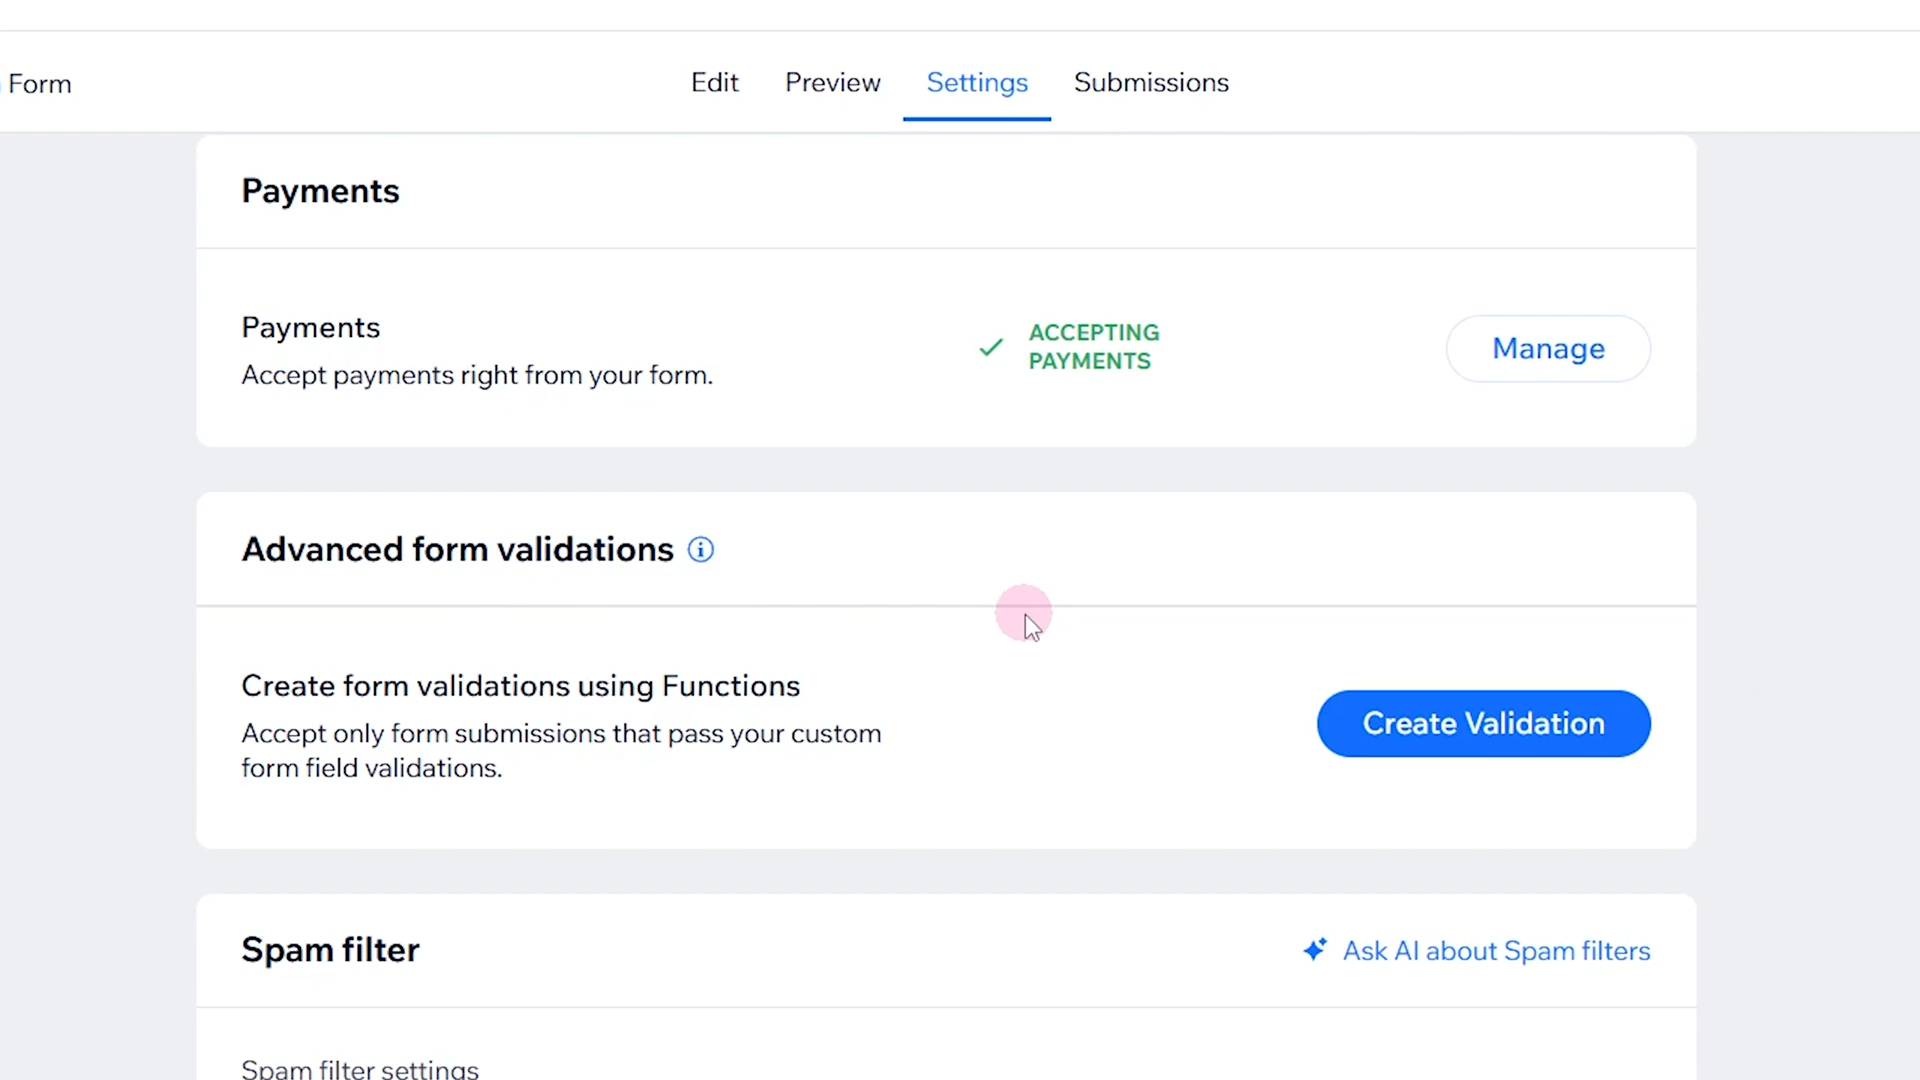 Form
Edit Preview Settings Submissions
Payments
Payments
Accept payments right from your form.
ACCEPTING
PAYMENTS
Manage
Advanced form validations
Create form validations using Functions
Accept only form submissions that pass your custom
form field validations.
Create Validation
Spam filter
Ask AI about Spam filters
Spam filter settings